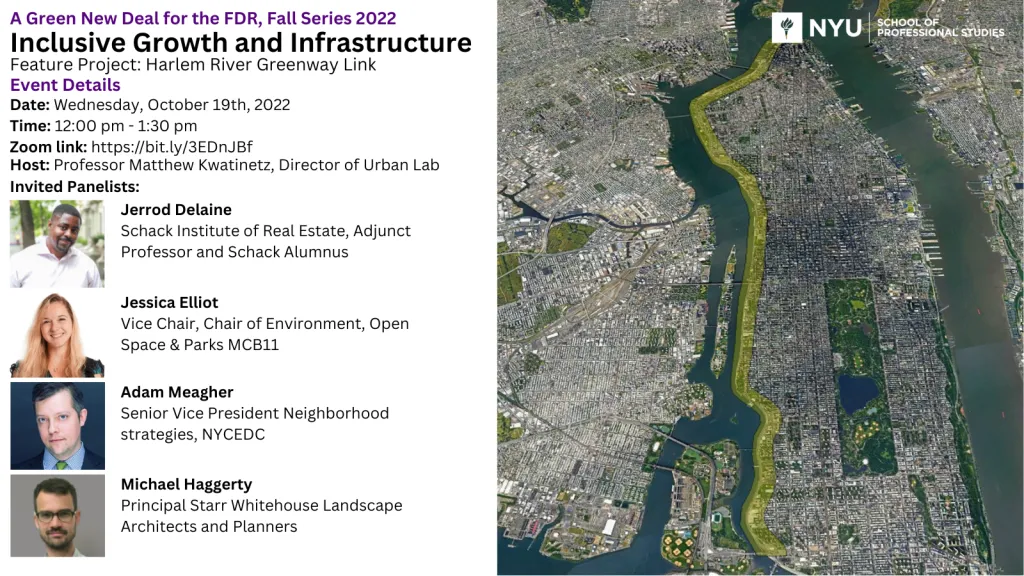 A Green New Deal for the FDR, Fall Series 2022
Inclusive Growth and Infrastructure
Feature Project: Harlem River Greenway Link
Event Details
Date: Wednesday, October 19th, 2022
Time: 12:00 pm - 1:30 pm
Zoom link: https://bit.ly/3EDnJBf
Host: Professor Matthew Kwatinetz, Director of Urban Lab
Invited Panelists:
Jerrod Delaine
Schack Institute of Real Estate, Adjunct
Professor and Schack Alumnus
Jessica Elliot
Vice Chair, Chair of Environment, Open
Space & Parks MCB11
Adam Meagher
Senior Vice President Neighborhood
strategies, NYCEDC
Michael Haggerty
Principal Starr Whitehouse Landscape
Architects and Planners
NYU
SCHOOL OF
PROFESSIONAL STUDIES